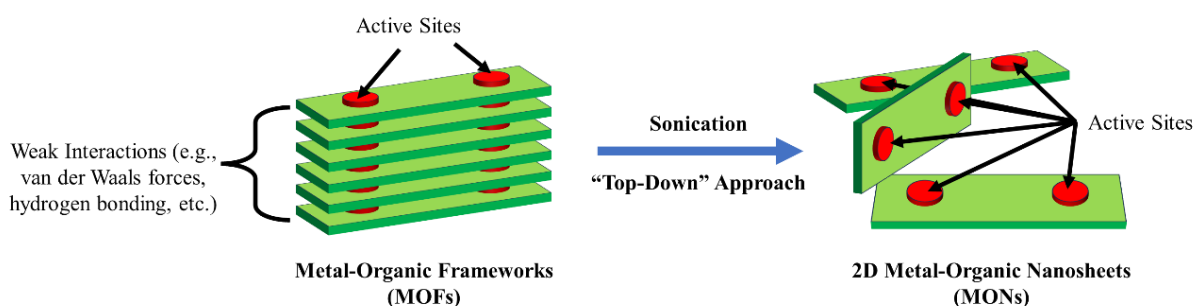 Active Sites
Weak Interactions (e.g.,
van der Waals forces,
hydrogen bonding, etc.)
Metal-Organic Frameworks
(MOFs)
Sonication
“Top-Down” Approach
Active Sites
2D Metal-Organic Nanosheets
(MONs)